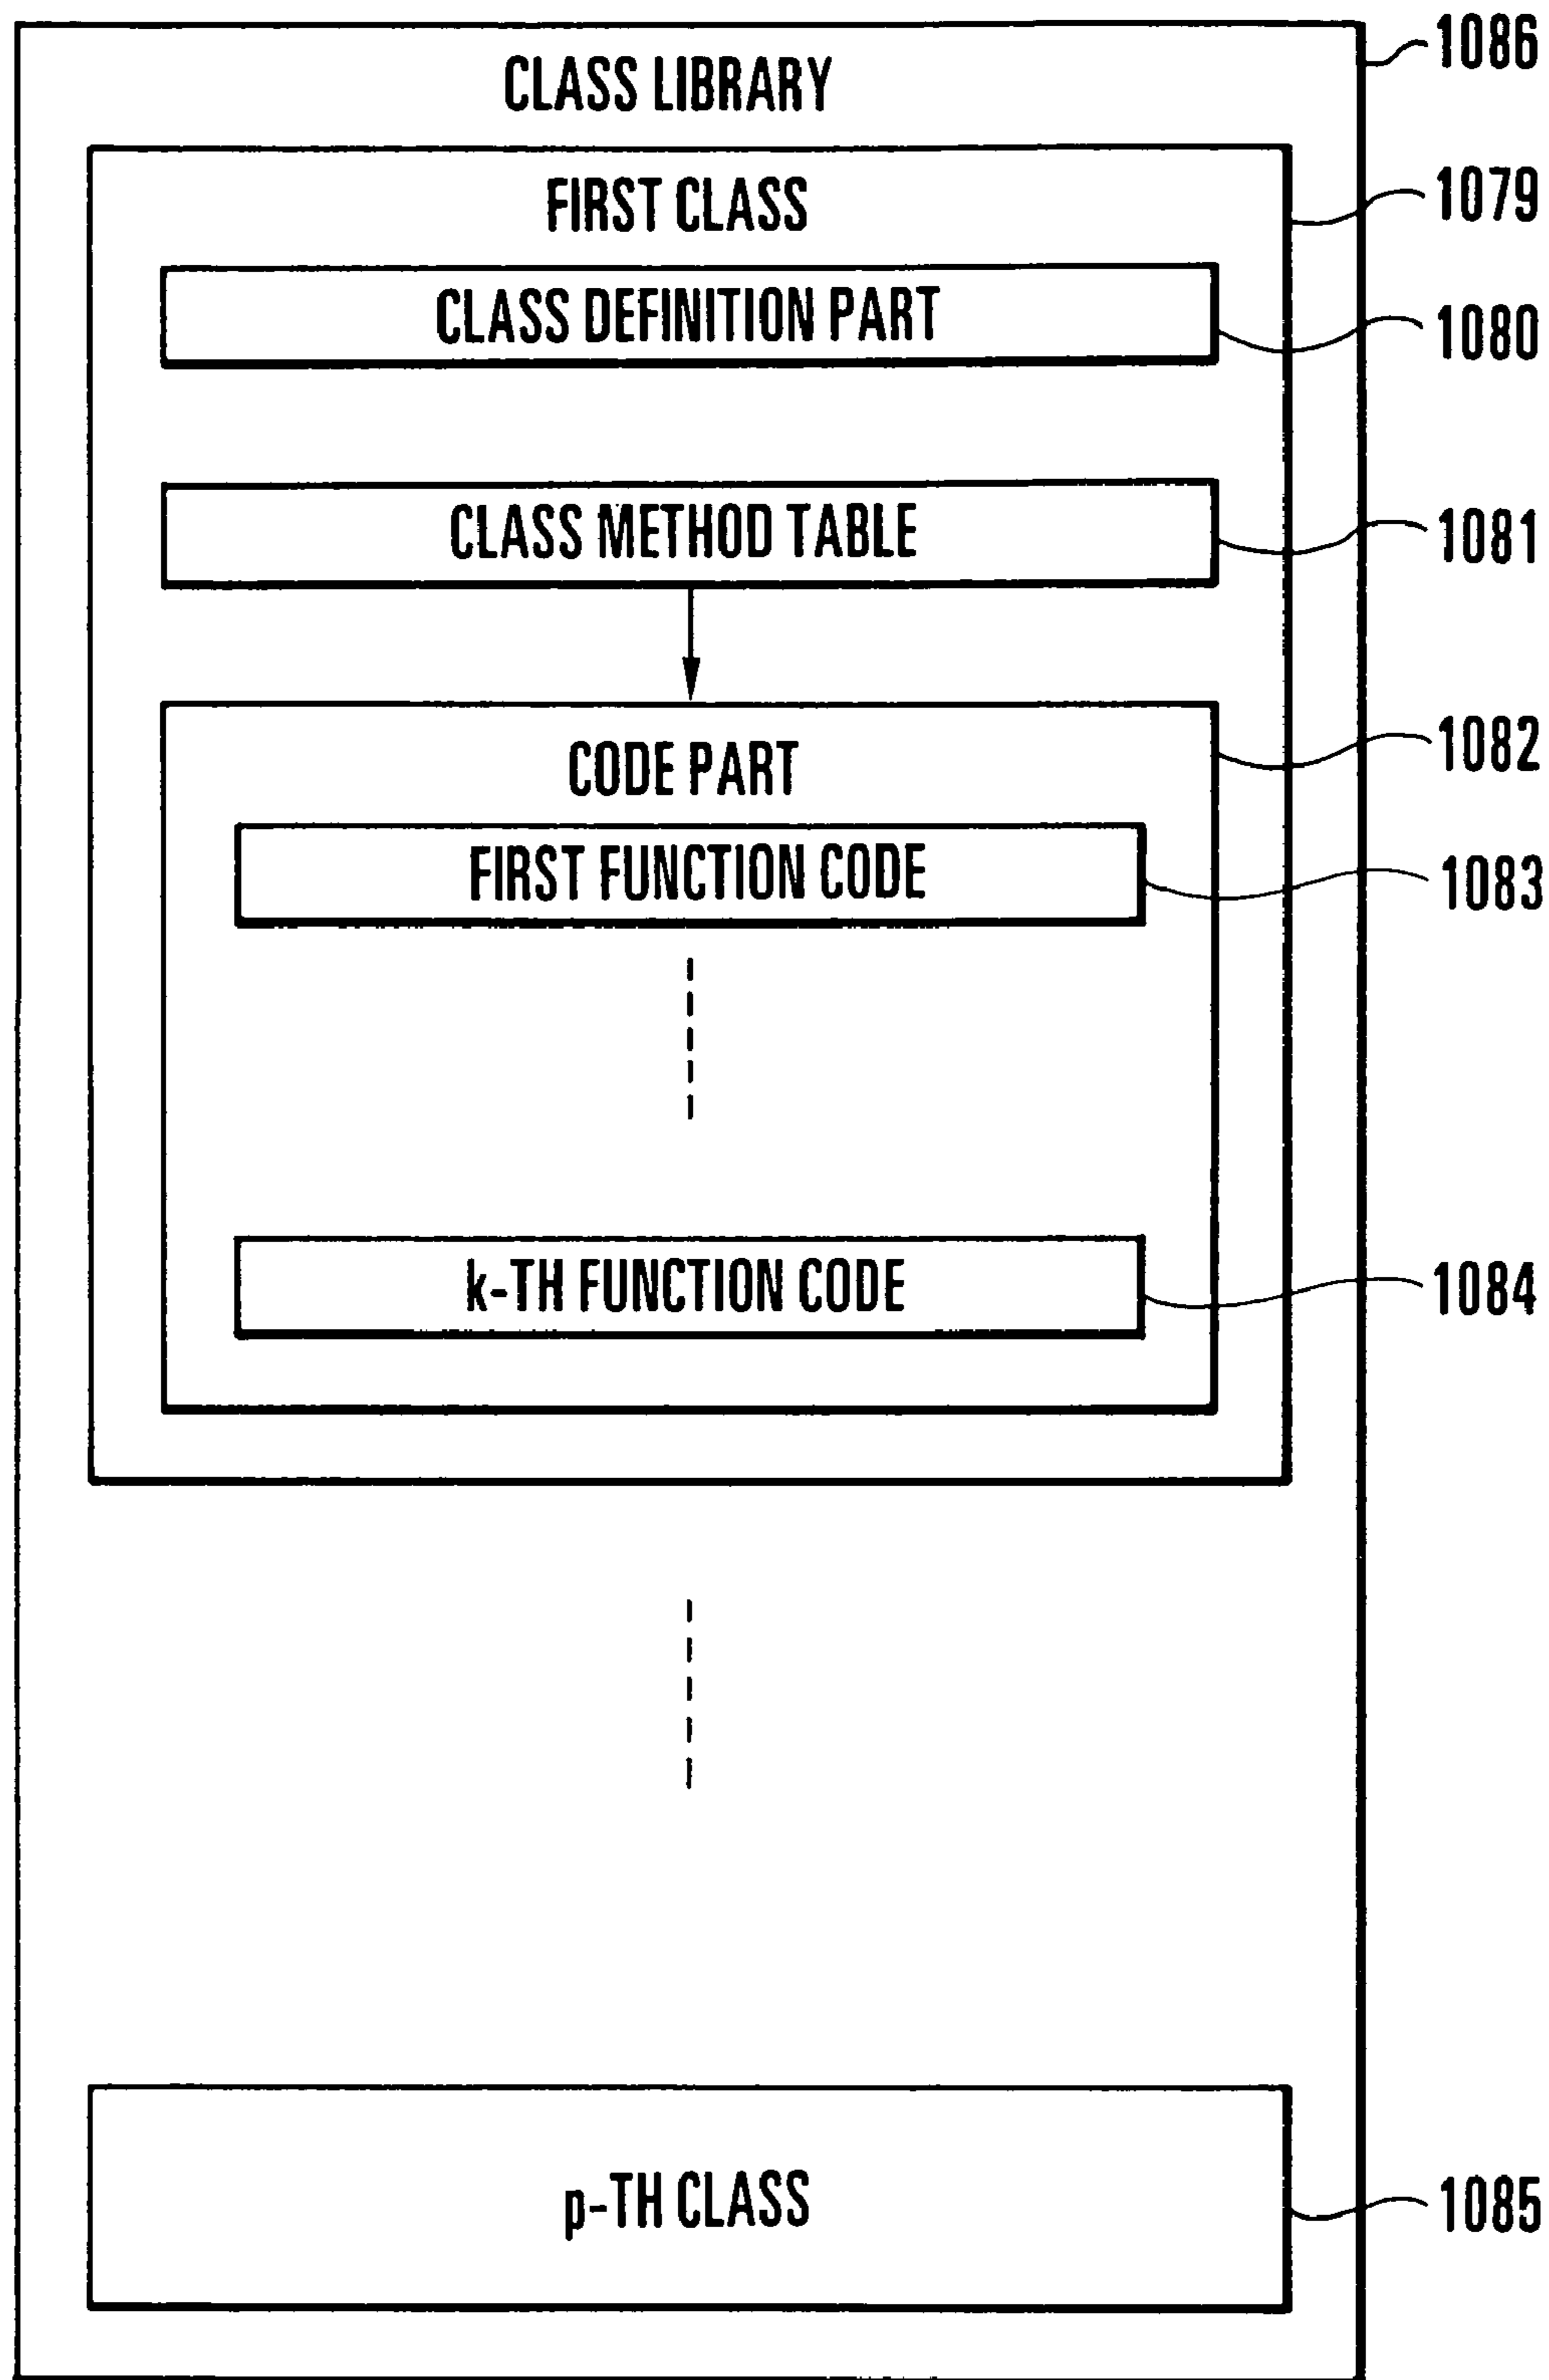 1086
CLASS LIBRARY
1079
FIRST CLASS
CLASS DEFINITION PART
1080
CLASS METHOD TABLE
1081
1082
CODE PART
FIRST FUNCTION CODE
1083
k-TH FUNCTION CODE
1084
p-TH CLASS
1085